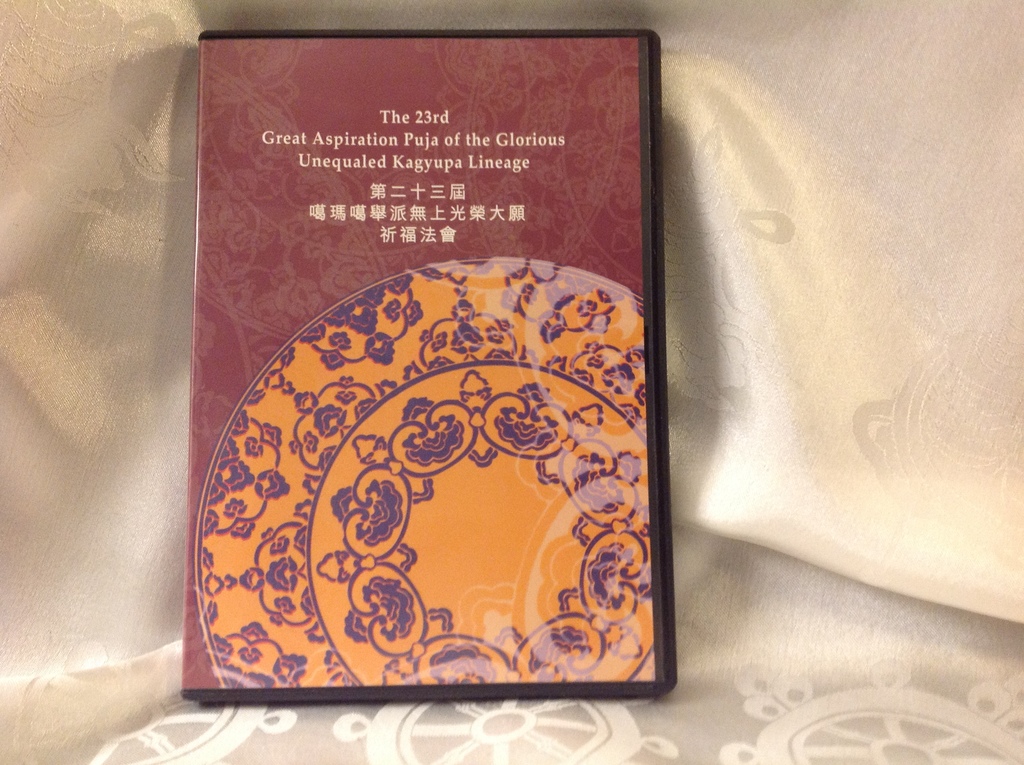 The 23rd
Great Aspiration Puja of the Glorious
Unequaled Kagyupa Lineage
第二十三屆
噶瑪噶舉派無上光榮大願
祈福法會